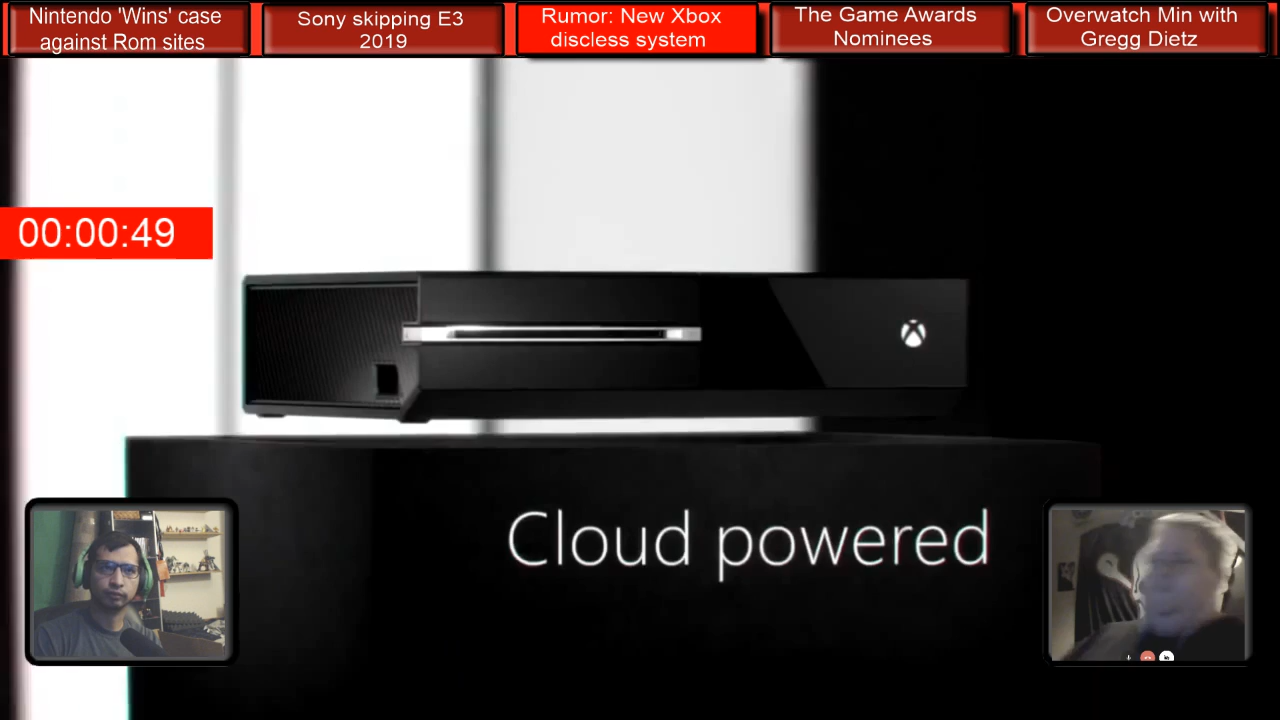 Nintendo 'Wins' case
against Rom sites
Sony skipping E3
2019
Rumor: New Xbox
discless system
The Game Awards
Nominees
Overwatch Min with
Gregg Dietz
00:00:49
Cloud powered